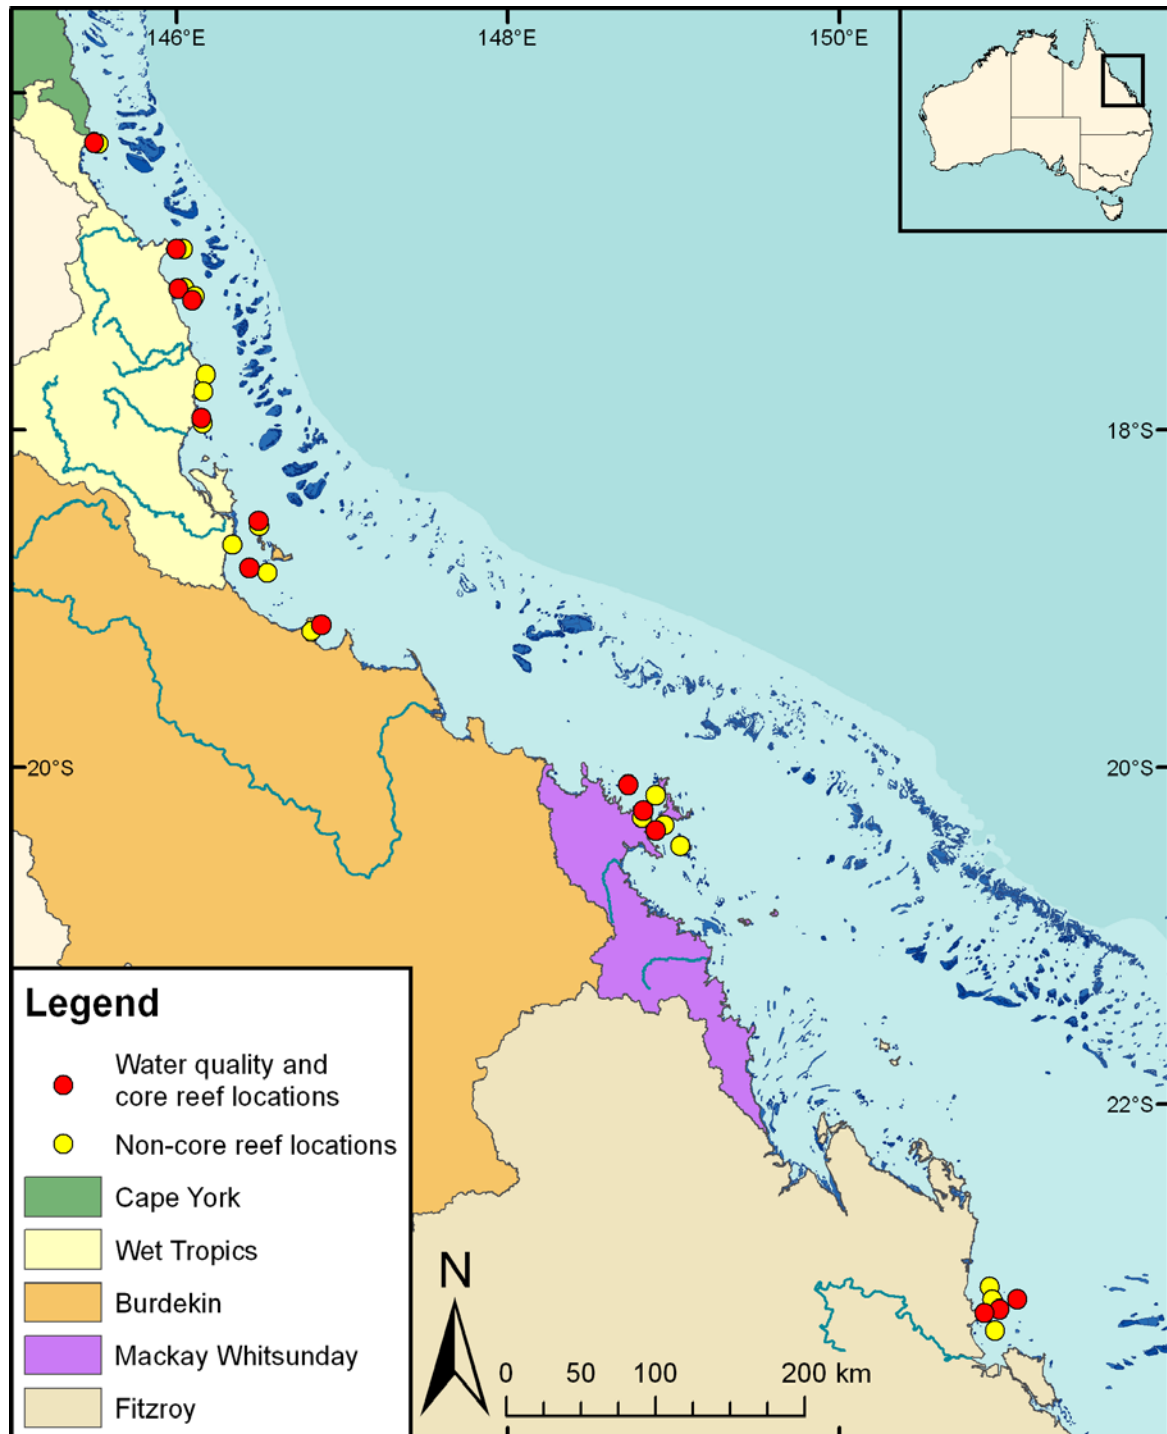 146°E
148°E
150°E
18°S
20°S
20°S
22°S
Legend
Water quality and
core reef locations
Non-core reef locations
Cape York
Wet Tropics
Burdekin
Mackay Whitsunday
Fitzroy
N
0 50 100 200 km